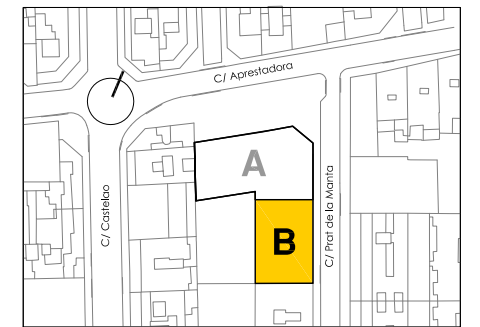 C/ Aprestadora
A
C/ Castelao
C/ Prat de la Manta
B